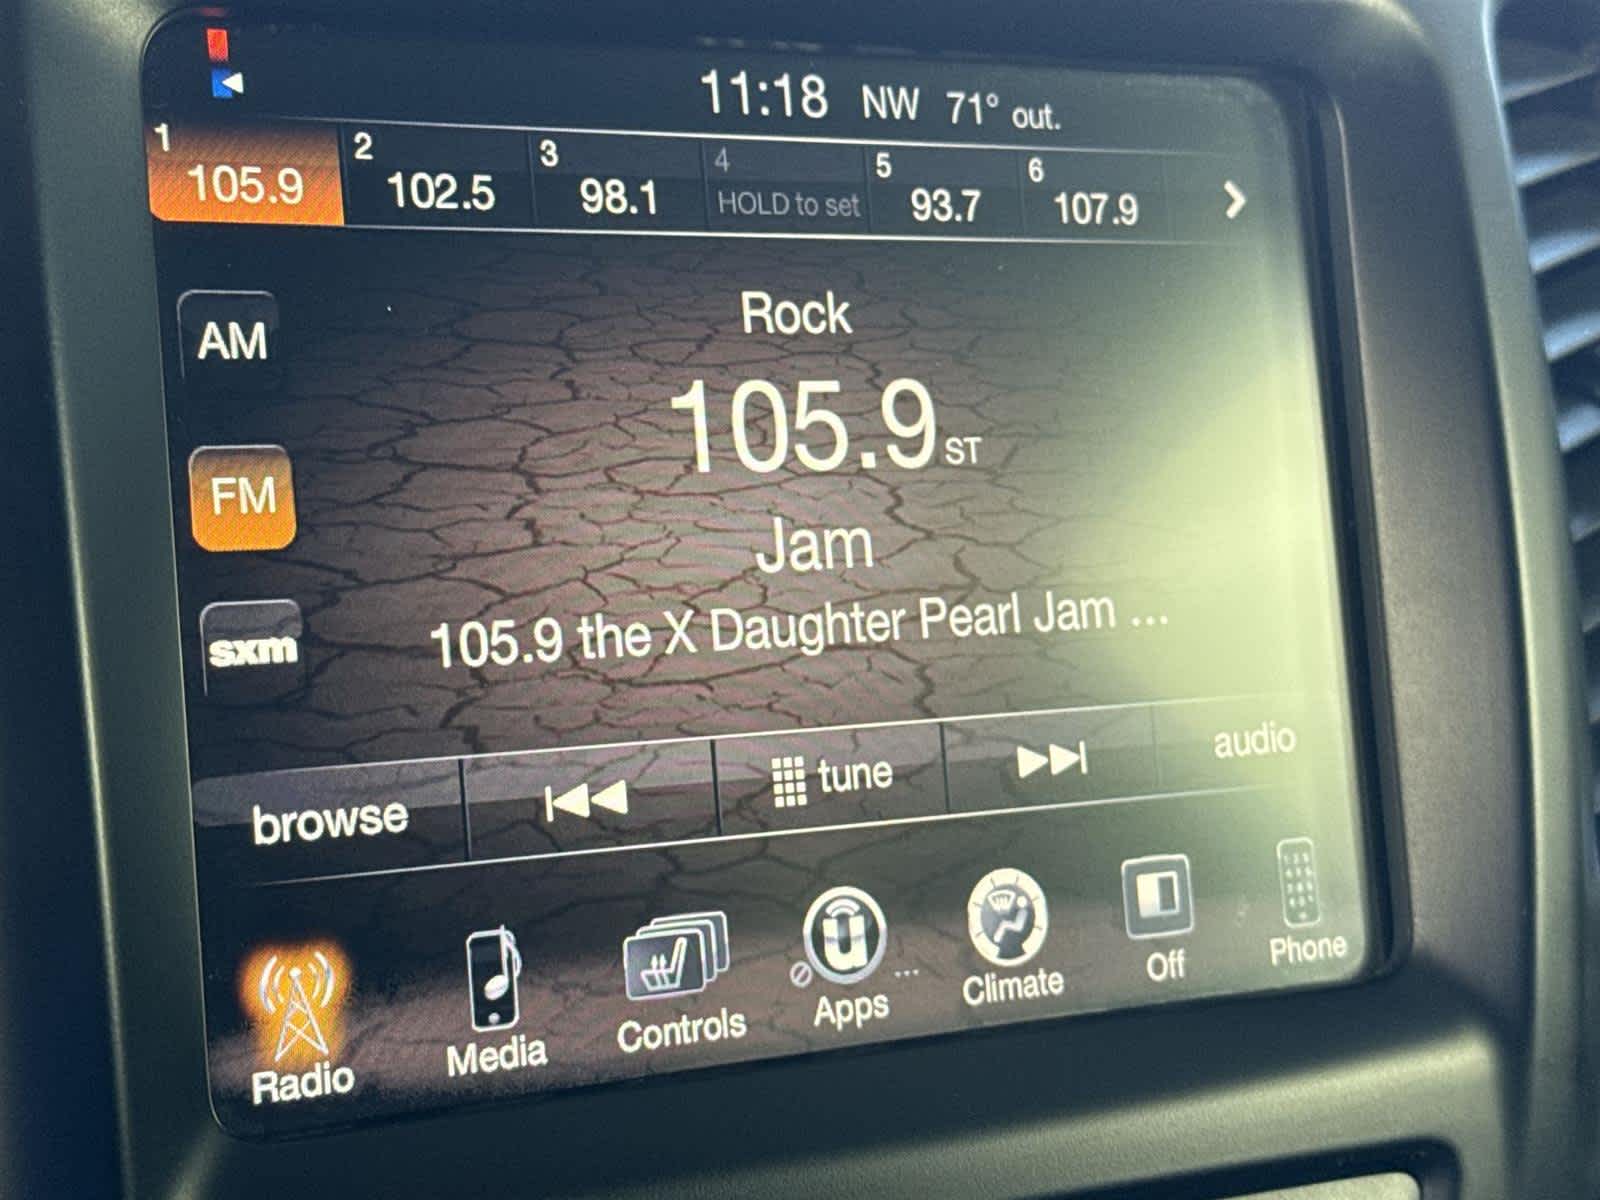 11:18 NW 71° out.
1 105.9 2 102.5 3 98.1 4 HOLD to set 5 93.7 6 107.9
AM
Rock
105.9 ST
FM
Jam
105.9 the X Daughter Pearl Jam ...
sxm
browse tune audio
Radio Media Controls Apps ... Climate Off Phone